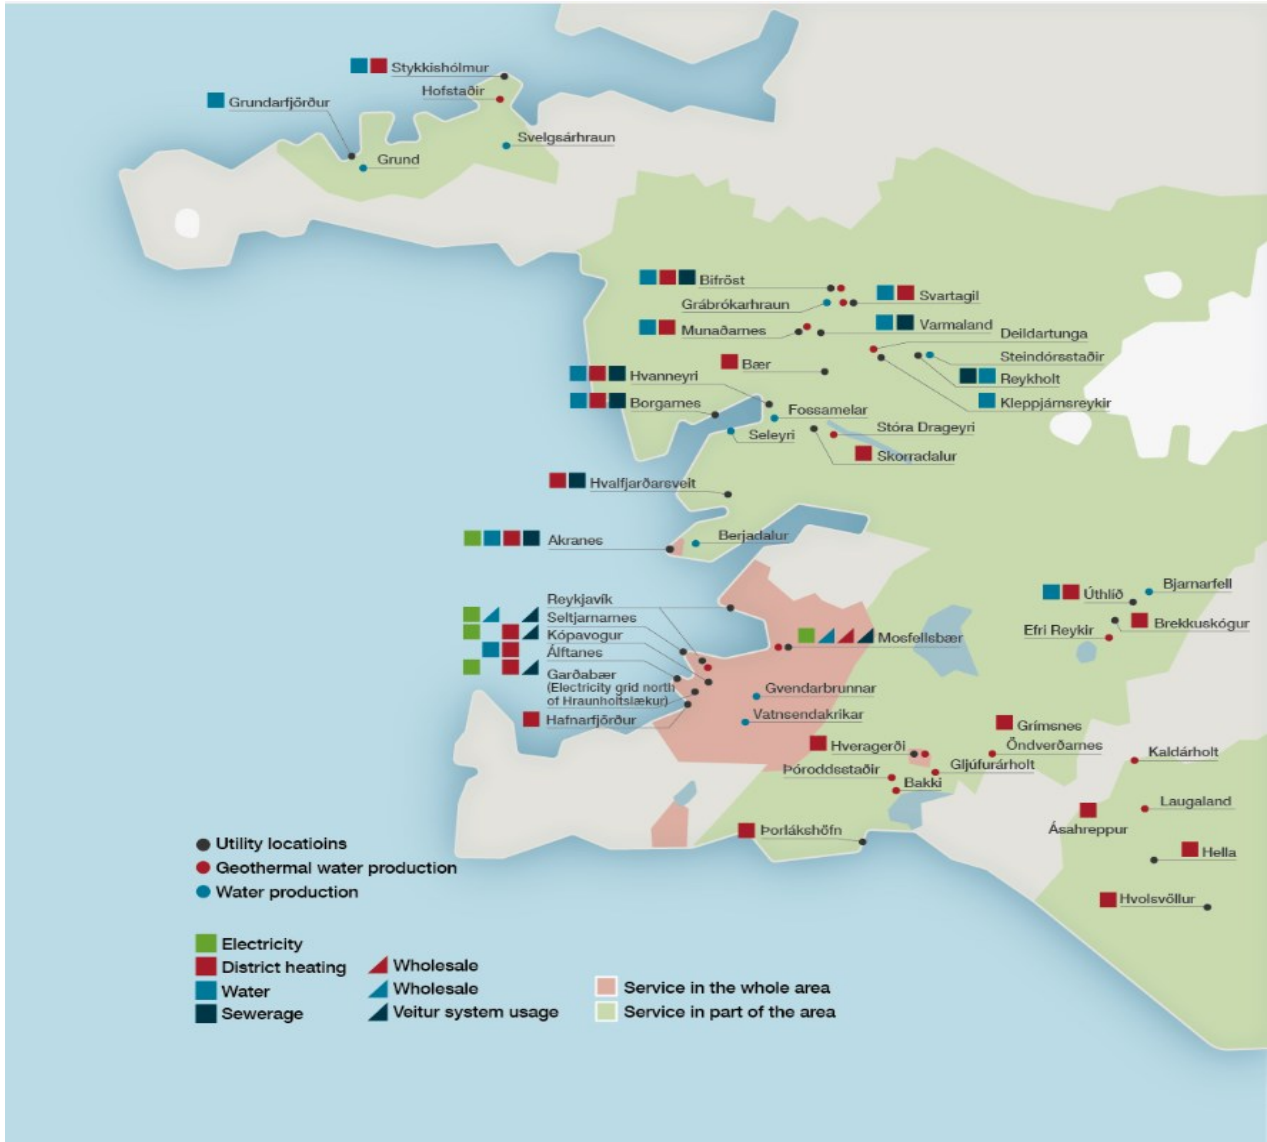 Stykkishólmur
Hofstaðir
Grundarfjörður
Svelgsárhraun
Grund
Bifröst
Svartagil
Grábrókarhraun
Munaðarnes
Varmaland
Deildartunga
Steindórsstaðir
Bær
Reykholt
Hvanneyri
Kleppjárnsreykir
Borgarnes
Fossamelar
Seleyri
Stóra Drageyri
Skorradalur
Hvalfjarðarsveit
Akranes
Berjadalur
Bjarnarfell
Úthlíð
Reykjavík
Seltjarnarnes
Kópavogur
Álftanes
Garðabær
(Electricity grid north
of Hraunholtslækur)
Hafnarfjörður
Mosfellsbær
Efri Reykir
Brekkuskógur
Gvendarbrunnar
Vatnsendakrikar
Grímsnes
Hveragerði
Öndverðarnes
Kaldárholt
Þóroddsstaðir
Gljúfurárholt
Bakki
Laugaland
Ásahreppur
Þorlákshöfn
Hella
Hvolsvöllur
Utility locatioins
Geothermal water production
Water production
Electricity
District heating
Water
Sewerage
Wholesale
Wholesale
Veitur system usage
Service in the whole area
Service in part of the area